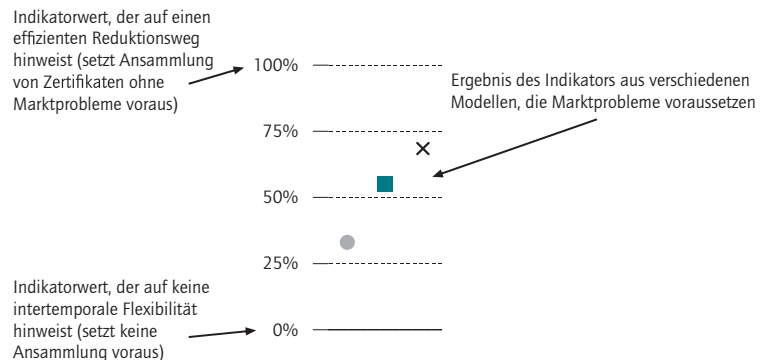 Indikatorwert, der auf einen
effizienten Reduktionsweg
hinweist (setzt Ansammlung
von Zertifikaten ohne
Marktprobleme voraus)
100%
Ergebnis des Indikators aus verschiedenen
Modellen, die Marktprobleme voraussetzen
75%
50%
25%
Indikatorwert, der auf keine
intertemporale Flexibilität
hinweist (setzt keine
Ansammlung voraus)
0%